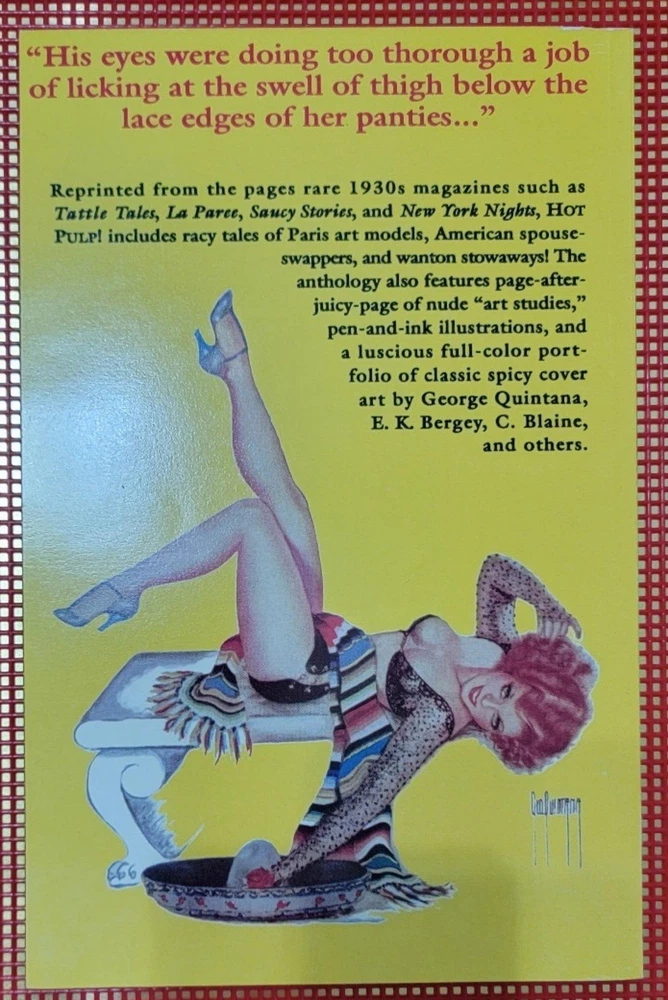 “His eyes were doing too thorough a job
of licking at the swell of thigh below the
lace edges of her panties...”
Reprinted from the pages rare 1930s magazines such as
Tattle Tales, La Paree, Saucy Stories, and New York Nights, HOT
PULP! includes racy tales of Paris art models, American spouse-
swappers, and wanton stowaways! The
anthology also features page-after-
juicy-page of nude “art studies,”
pen-and-ink illustrations, and
a luscious full-color port-
folio of classic spicy cover
art by George Quintana,
E. K. Bergey, C. Blaine,
and others.